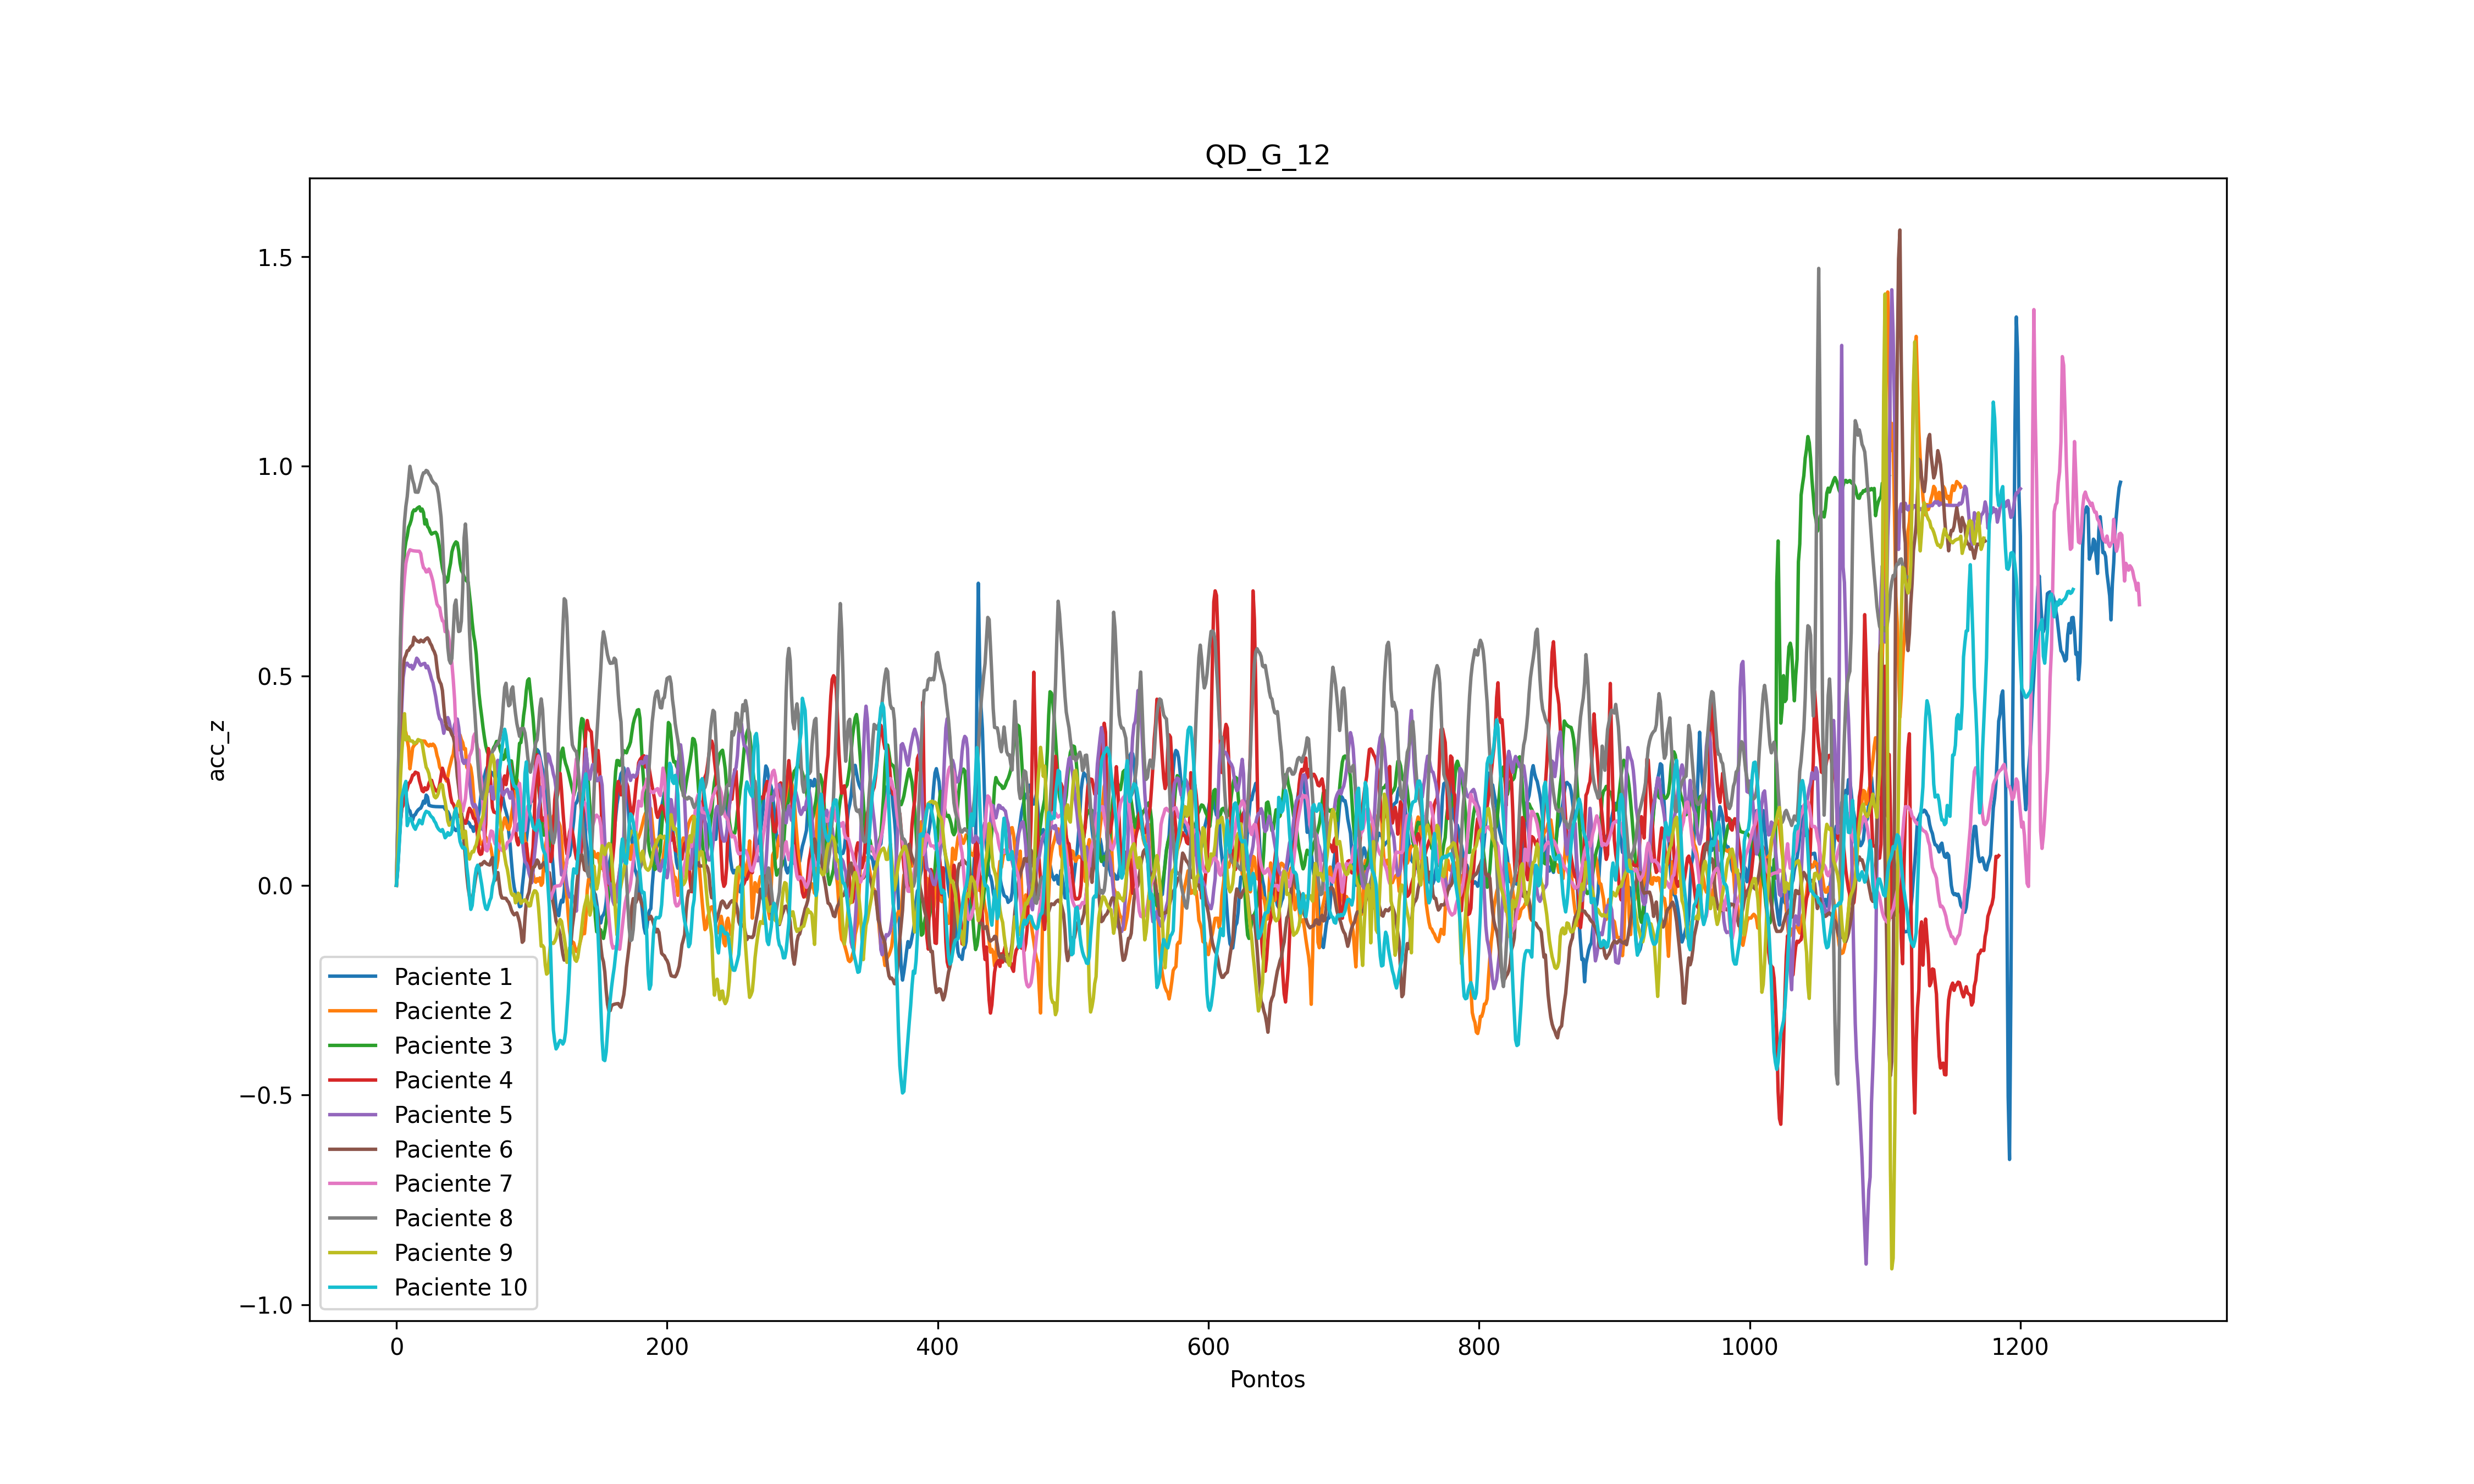 QD_G_12
1.5
1.0
0.5
0.0
−0.5
−1.0
acc_z
Paciente 1
Paciente 2
Paciente 3
Paciente 4
Paciente 5
Paciente 6
Paciente 7
Paciente 8
Paciente 9
Paciente 10
0 200 400 600 800 1000 1200
Pontos